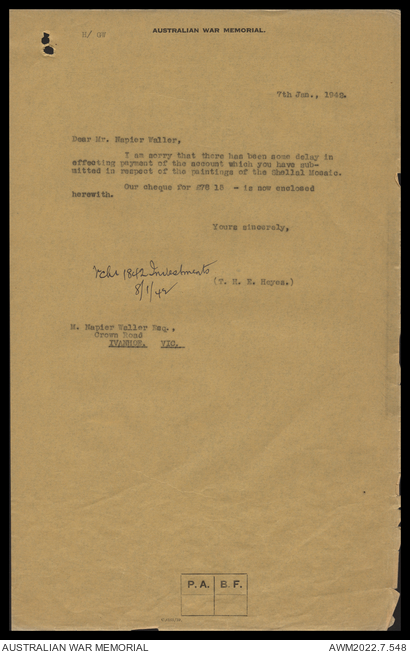 AUSTRALIAN WAR MEMORIAL.
7th Jan., 1942.
Dear Mr. Napier Waller,
I am sorry that there has been some delay in
effecting payment of the account which you have sub-
mitted in respect of the paintings of the Shellal Mosaic.
Our cheque for £78 15 - is now enclosed
herewith.
Yours sincerely,
Vchr 1842 Investments
8/1/42
(T. H. E. Heyes.)
M. Napier Waller Esq.,
Crown Road
IVANHOE. VIC.
P. A. B. F.
AUSTRALIAN WAR MEMORIAL
AWM2022.7.548